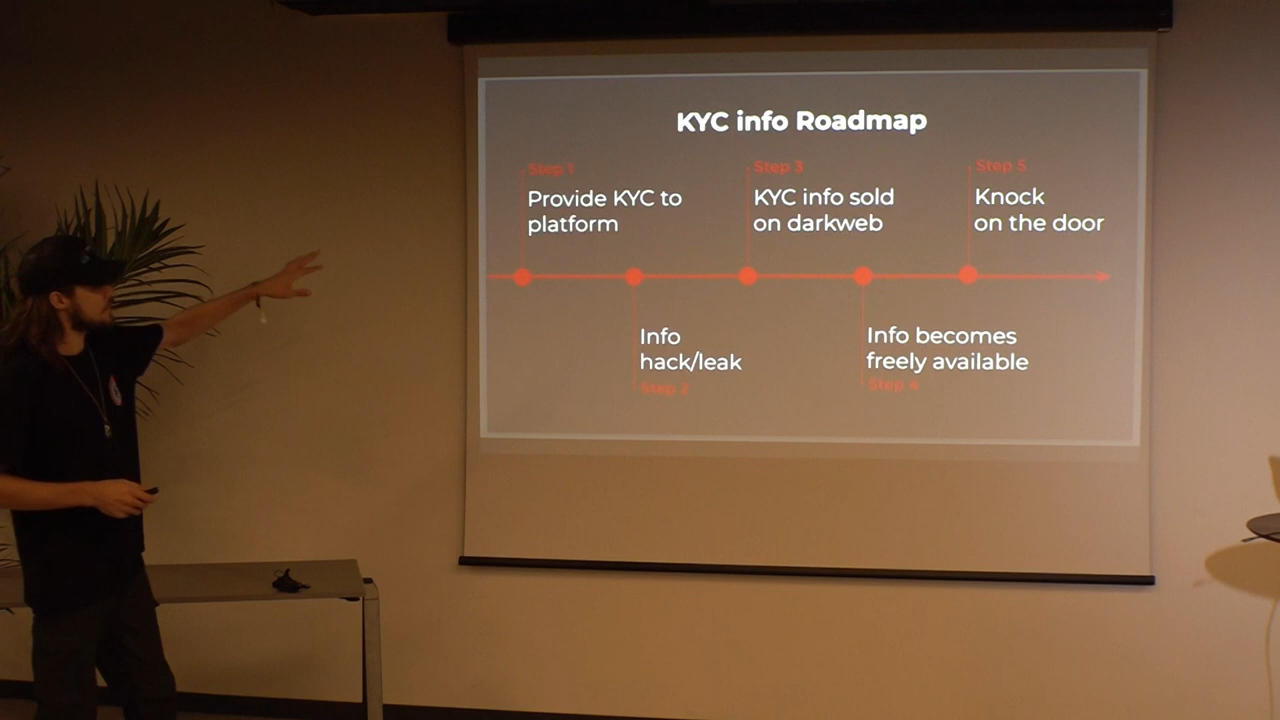 KYC info Roadmap
Step 1
Provide KYC to
platform
Info
hack/leak
Step 2
Step 3
KYC info sold
on darkweb
Info becomes
freely available
Step 4
Step 5
Knock
on the door